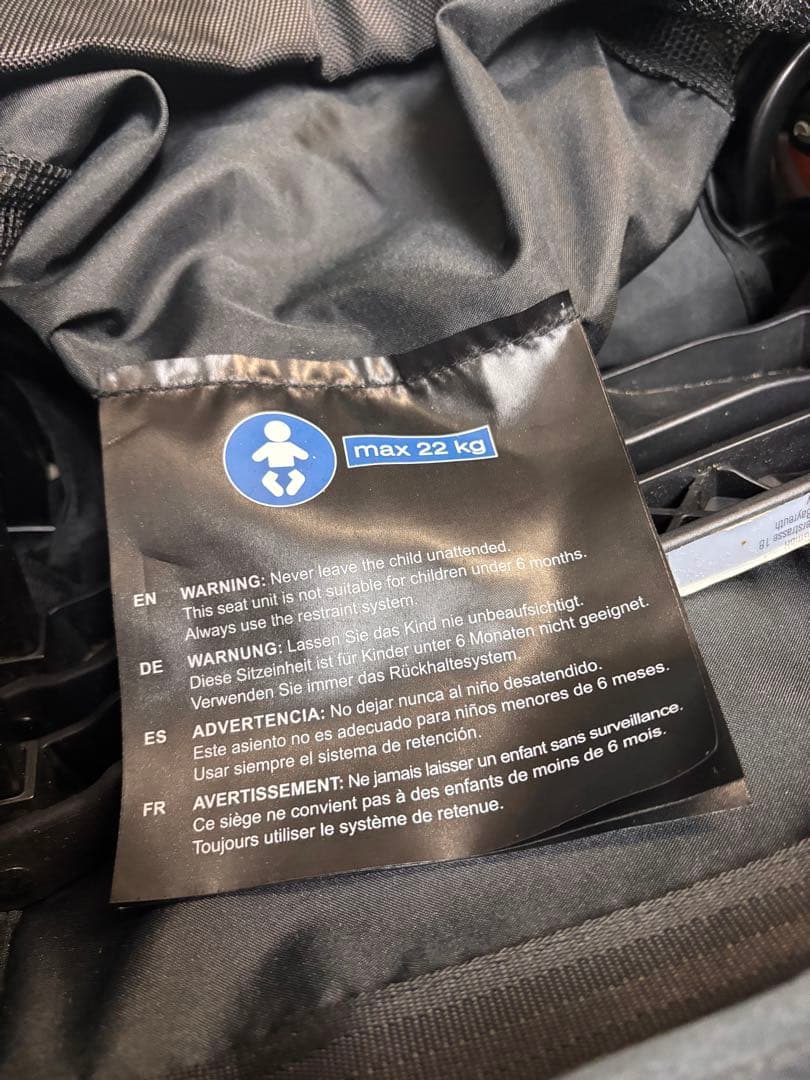 max 22 kg
EN WARNING: Never leave the child unattended.
This seat unit is not suitable for children under 6 months.
Always use the restraint system.
DE WARNUNG: Lassen Sie das Kind nie unbeaufsichtigt.
Diese Sitzeinheit ist für Kinder unter 6 Monaten nicht geeignet.
Verwenden Sie immer das Rückhaltesystem
ES ADVERTENCIA: No dejar nunca al niño desatendido.
Este asiento no es adecuado para niños menores de 6 meses.
Usar siempre el sistema de retención.
FR AVERTISSEMENT: Ne jamais laisser un enfant sans surveillance.
Ce siège ne convient pas à des enfants de moins de 6 mois.
Toujours utiliser le système de retenue.
erstrasse 18
Bayreuth